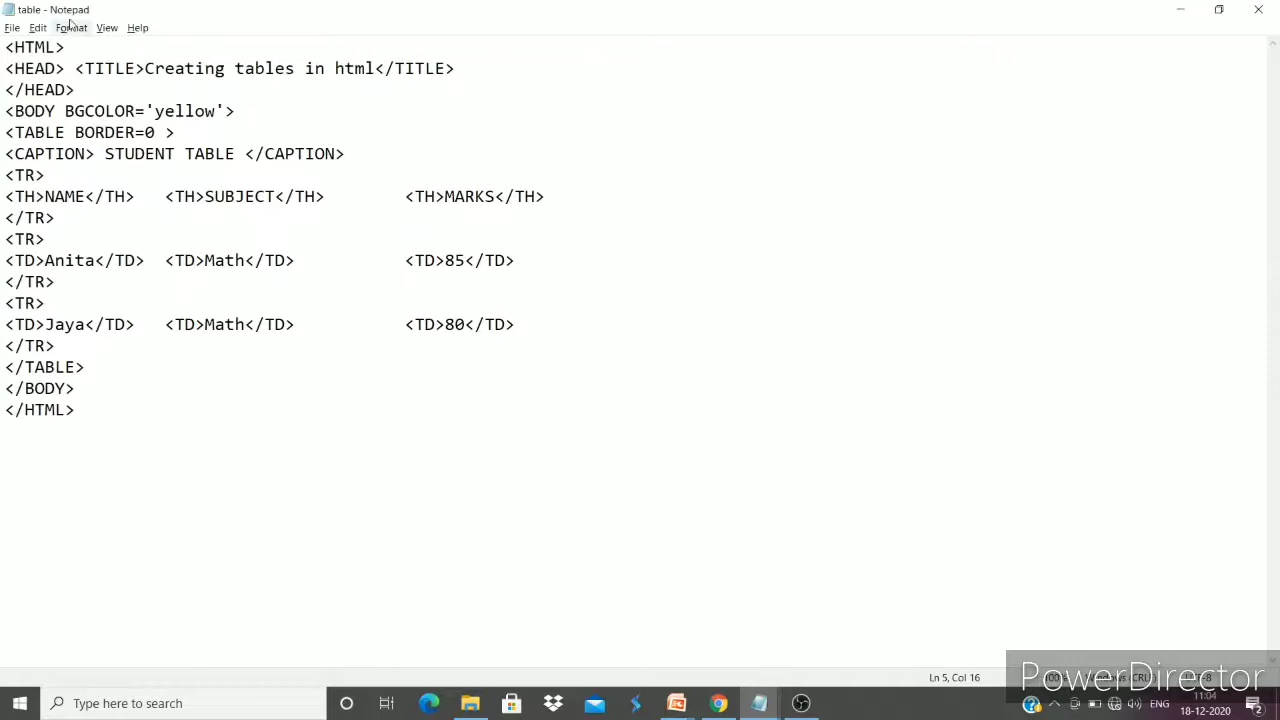 table - Notepad
File Edit Format View Help
<HTML>
<HEAD> <TITLE>Creating tables in html</TITLE>
</HEAD>
<BODY BGCOLOR='yellow'>
<TABLE BORDER=0 >
<CAPTION> STUDENT TABLE </CAPTION>
<TR>
<TH>NAME</TH> <TH>SUBJECT</TH> <TH>MARKS</TH>
</TR>
<TR>
<TD>Anita</TD> <TD>Math</TD> <TD>85</TD>
</TR>
<TR>
<TD>Jaya</TD> <TD>Math</TD> <TD>80</TD>
</TR>
</TABLE>
</BODY>
</HTML>
Ln 5, Col 16
PowerDirector
Type here to search
ENG
11:04
18-12-2020
2